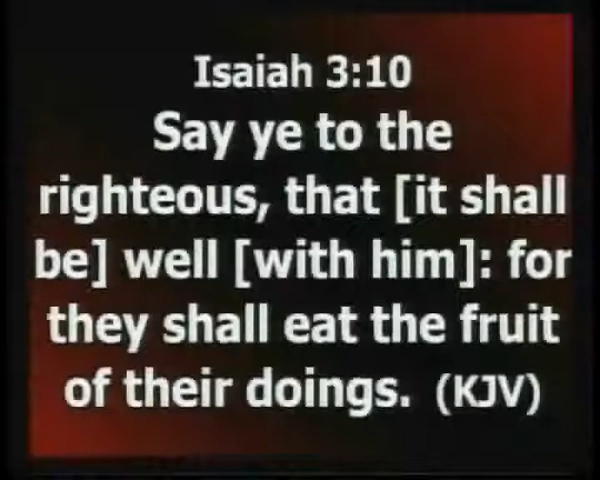 Isaiah 3:10
Say ye to the
righteous, that [it shall
be] well [with him]: for
they shall eat the fruit
of their doings. (KJV)